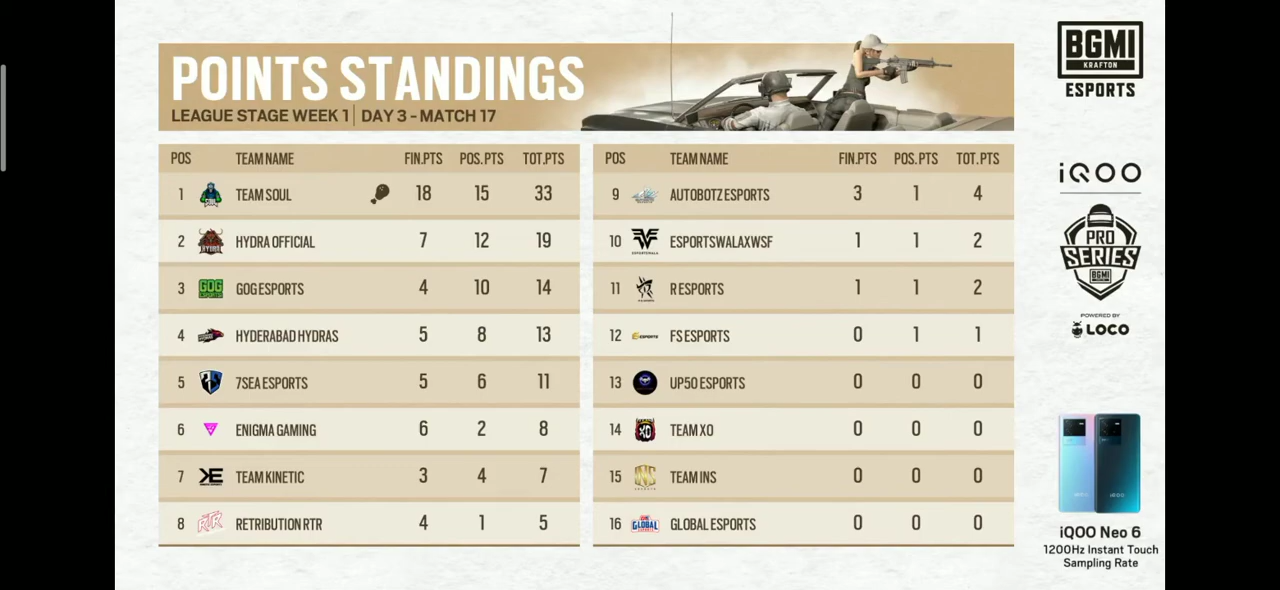 POINTS STANDINGS
LEAGUE STAGE WEEK 1 | DAY 3 - MATCH 17
BGMI
KRAFTON
ESPORTS
POS TEAM NAME FIN.PTS POS.PTS TOT.PTS
1 TEAM SOUL 18 15 33
2 HYDRA OFFICIAL 7 12 19
3 GOG ESPORTS 4 10 14
4 HYDERABAD HYDRAS 5 8 13
5 7SEA ESPORTS 5 6 11
6 ENIGMA GAMING 6 2 8
7 TEAM KINETIC 3 4 7
8 RETRIBUTION RTR 4 1 5
POS TEAM NAME FIN.PTS POS.PTS TOT.PTS
9 AUTOBOTZ ESPORTS 3 1 4
10 ESPORTSWALAXWSF 1 1 2
11 R ESPORTS 1 1 2
12 FS ESPORTS 0 1 1
13 UP50 ESPORTS 0 0 0
14 TEAM XO 0 0 0
15 TEAM INS 0 0 0
16 GLOBAL ESPORTS 0 0 0
iQOO
PRO
SERIES
BGMI
POWERED BY
LOCO
iQOO Neo 6
1200Hz Instant Touch
Sampling Rate